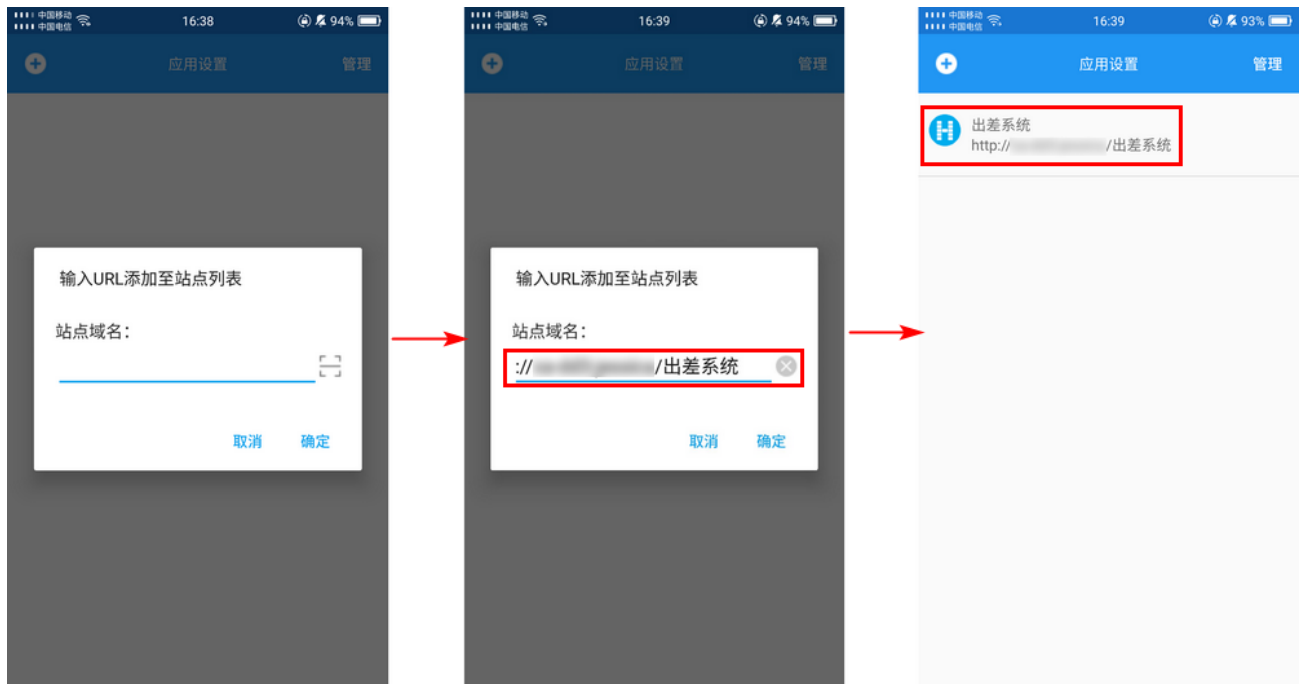 中国移动
中国电信
16:38
94%
应用设置
管理
输入URL添加至站点列表
站点域名：
取消
确定
中国移动
中国电信
16:39
94%
应用设置
管理
输入URL添加至站点列表
站点域名：
:// /出差系统
取消
确定
中国移动
中国电信
16:39
93%
应用设置
管理
出差系统
http:// /出差系统